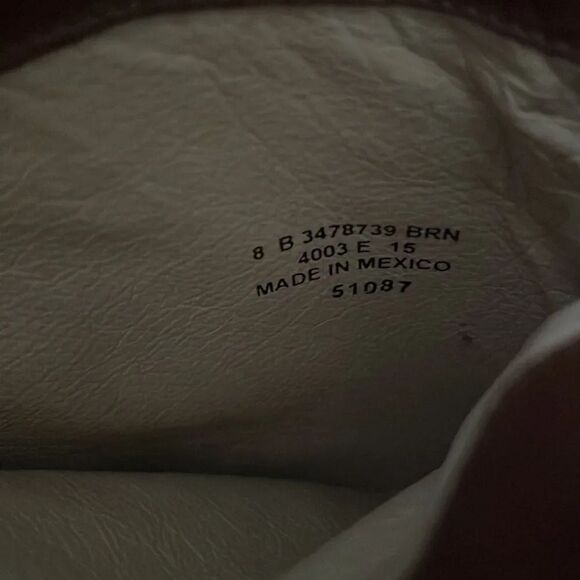 8 B 3478739 BRN
4003 E 15
MADE IN MEXICO
51087